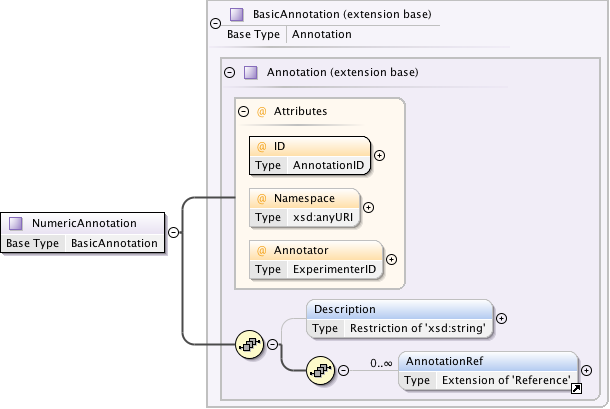 BasicAnnotation (extension base)
Base Type Annotation
Annotation (extension base)
@ Attributes
@ ID
Type AnnotationID
@ Namespace
Type xsd:anyURI
NumericAnnotation
Base Type BasicAnnotation
@ Annotator
Type ExperimenterID
Description
Type Restriction of 'xsd:string'
0..∞
AnnotationRef
Type Extension of 'Reference'